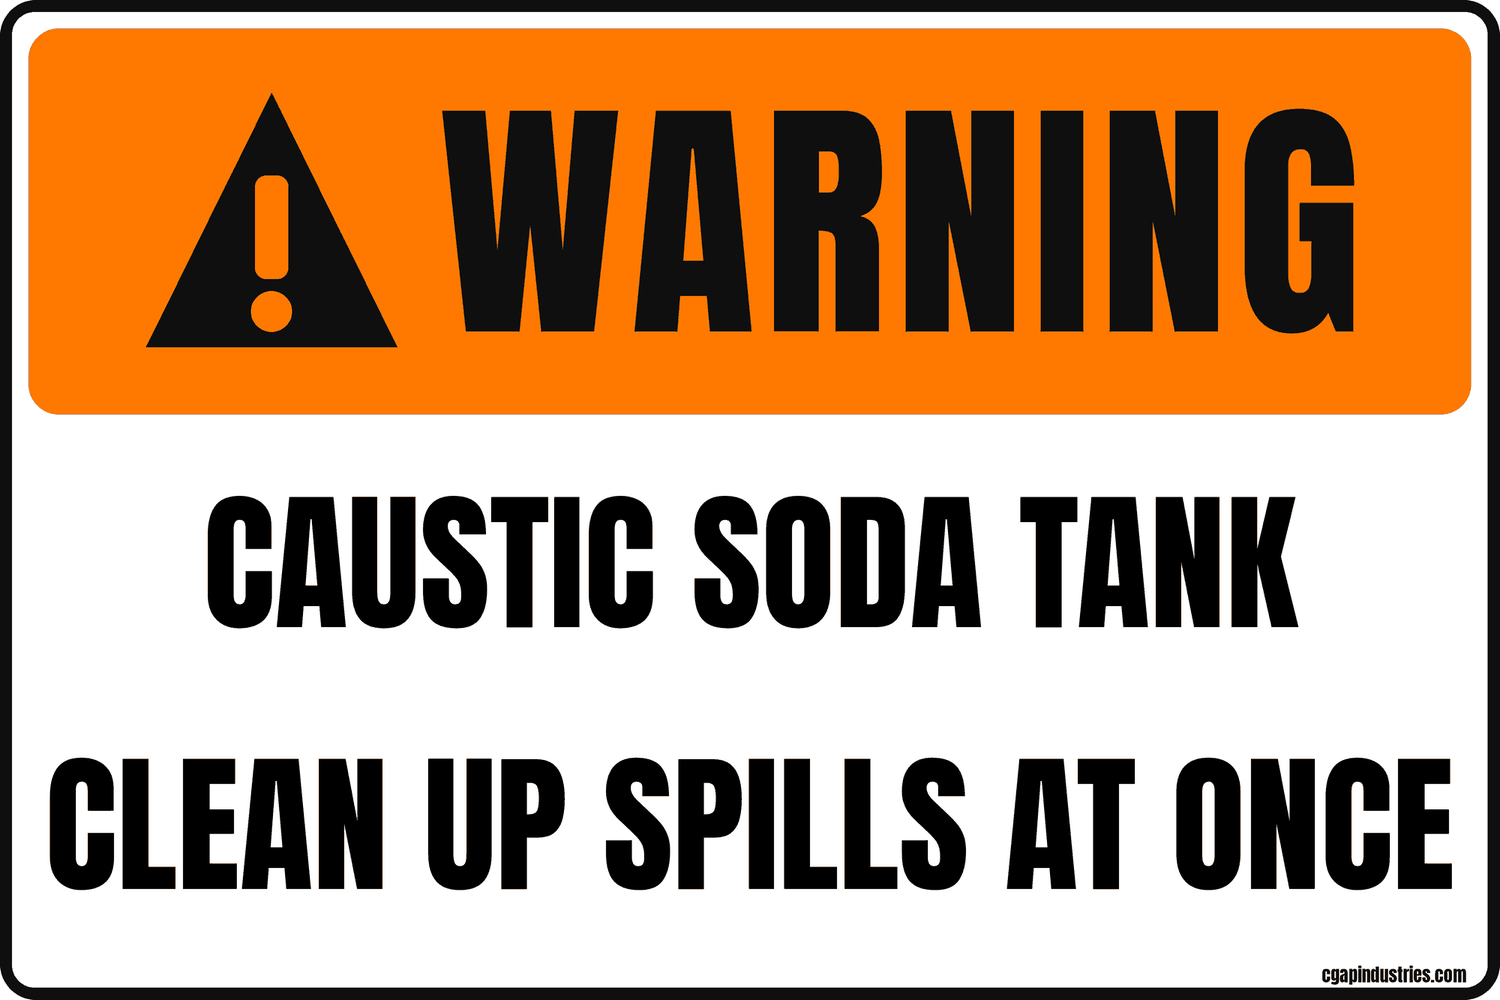 WARNING
CAUSTIC SODA TANK
CLEAN UP SPILLS AT ONCE
cgapindustries.com